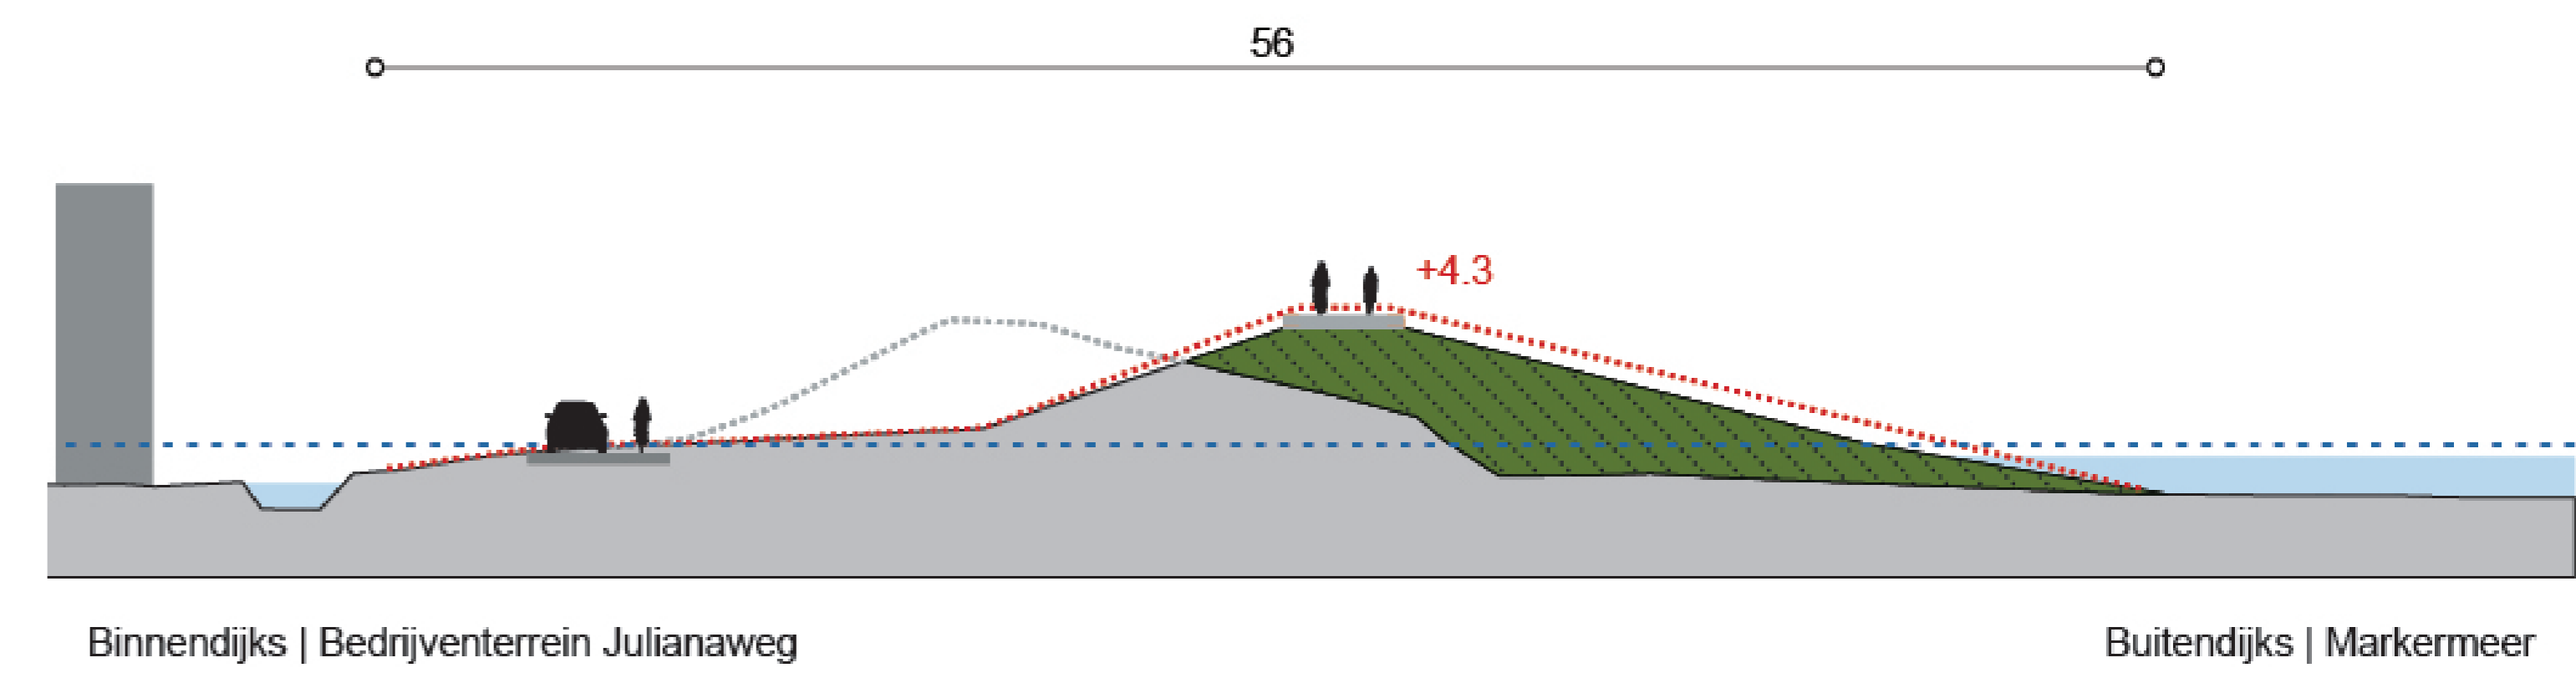 56
+4.3
Binnendijks | Bedrijventerrein Julianaweg
Buitendijks | Markermeer